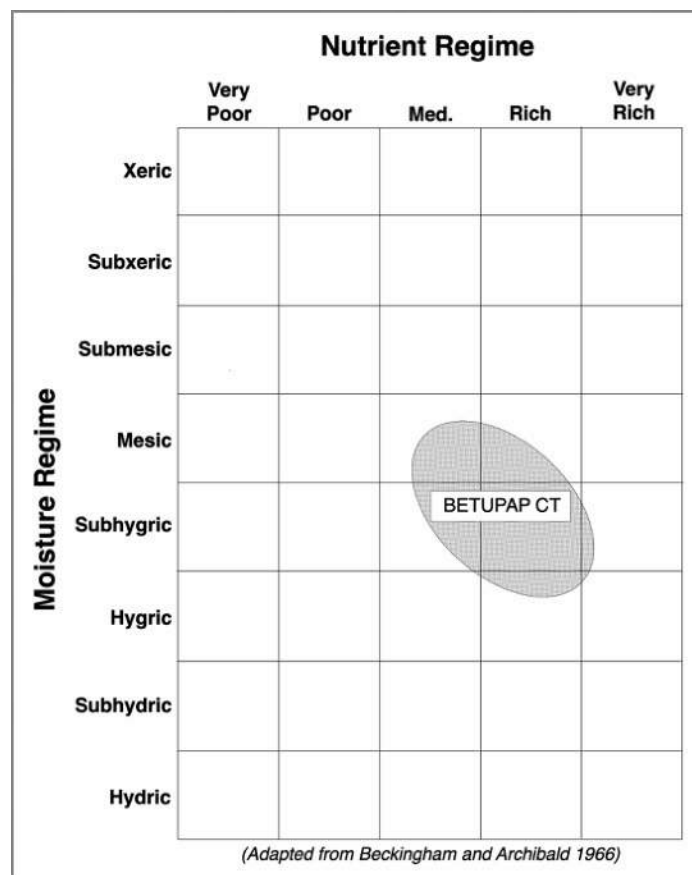 Nutrient Regime
Very Poor
Poor
Med.
Rich
Very Rich
Moisture Regime
Xeric
Subxeric
Submesic
Mesic
Subhygric
Hygric
Subhydric
Hydric
BETUPAP CT
(Adapted from Beckingham and Archibald 1966)